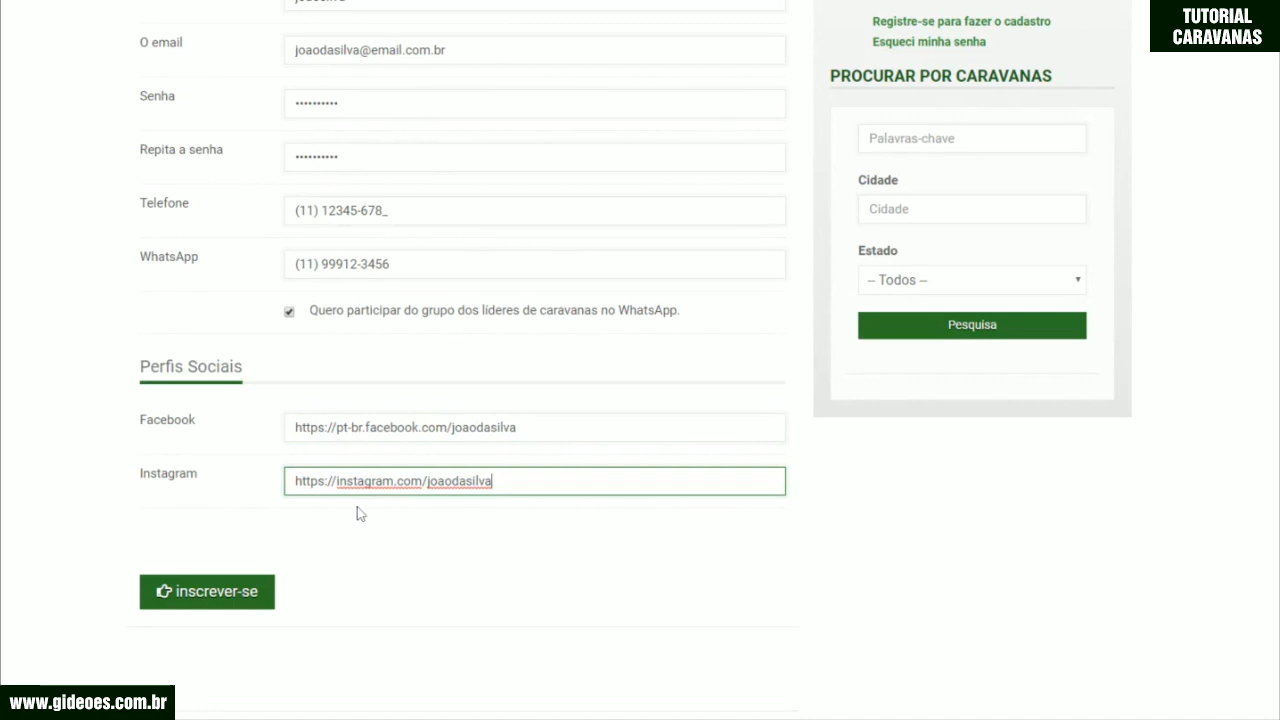 TUTORIAL
CARAVANAS
O email
joaodasilva@email.com.br
Senha
••••••••••
Repita a senha
••••••••••
Telefone
(11) 12345-678_
WhatsApp
(11) 99912-3456
Quero participar do grupo dos líderes de caravanas no WhatsApp.
Perfis Sociais
Facebook
https://pt-br.facebook.com/joaodasilva
Instagram
https://instagram.com/joaodasilva
inscrever-se
Registre-se para fazer o cadastro
Esqueci minha senha
PROCURAR POR CARAVANAS
Palavras-chave
Cidade
Cidade
Estado
-- Todos --
Pesquisa
www.gideoes.com.br